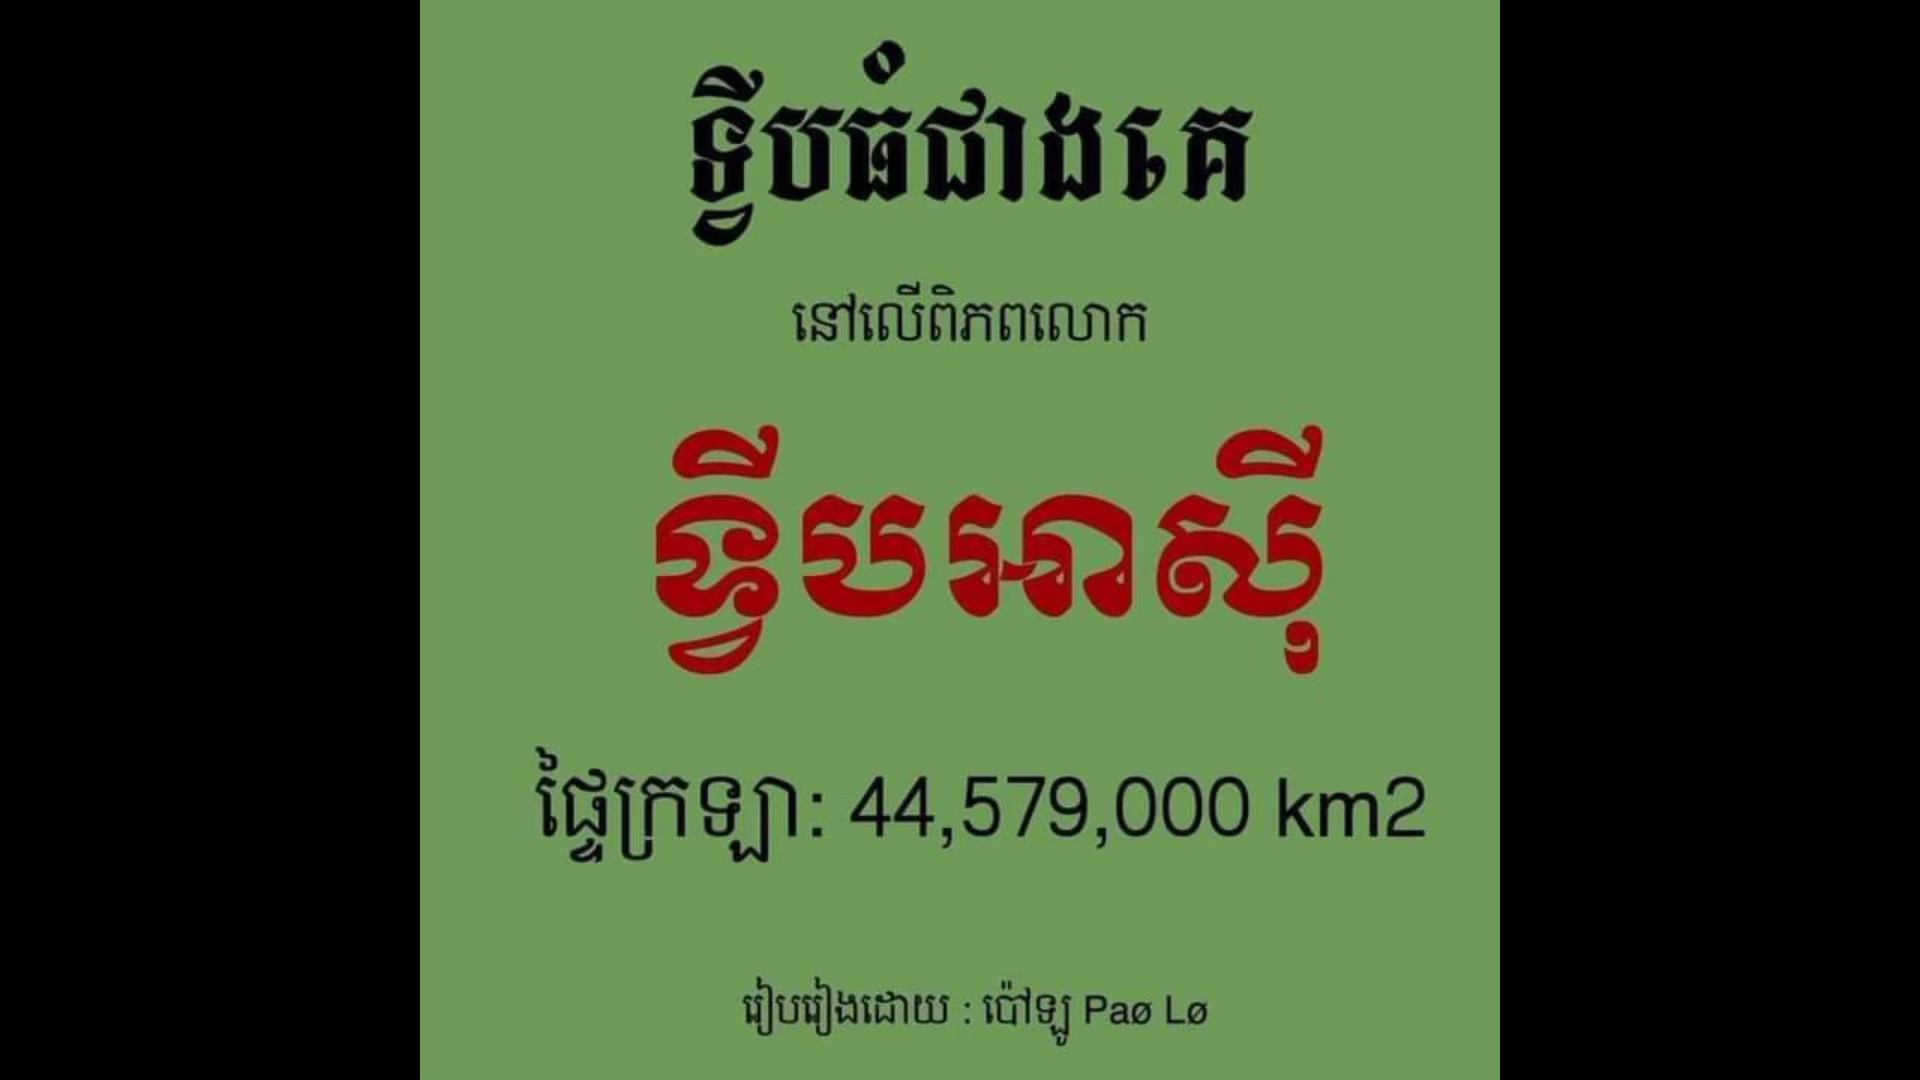 ទ្វីបធំជាងគេ
នៅលើពិភពលោក
ទ្វីបអាស៊ី
ផ្ទៃក្រឡា: 44,579,000 km2
រៀបរៀងដោយ : ប៉ៅឡូ Paø Lø